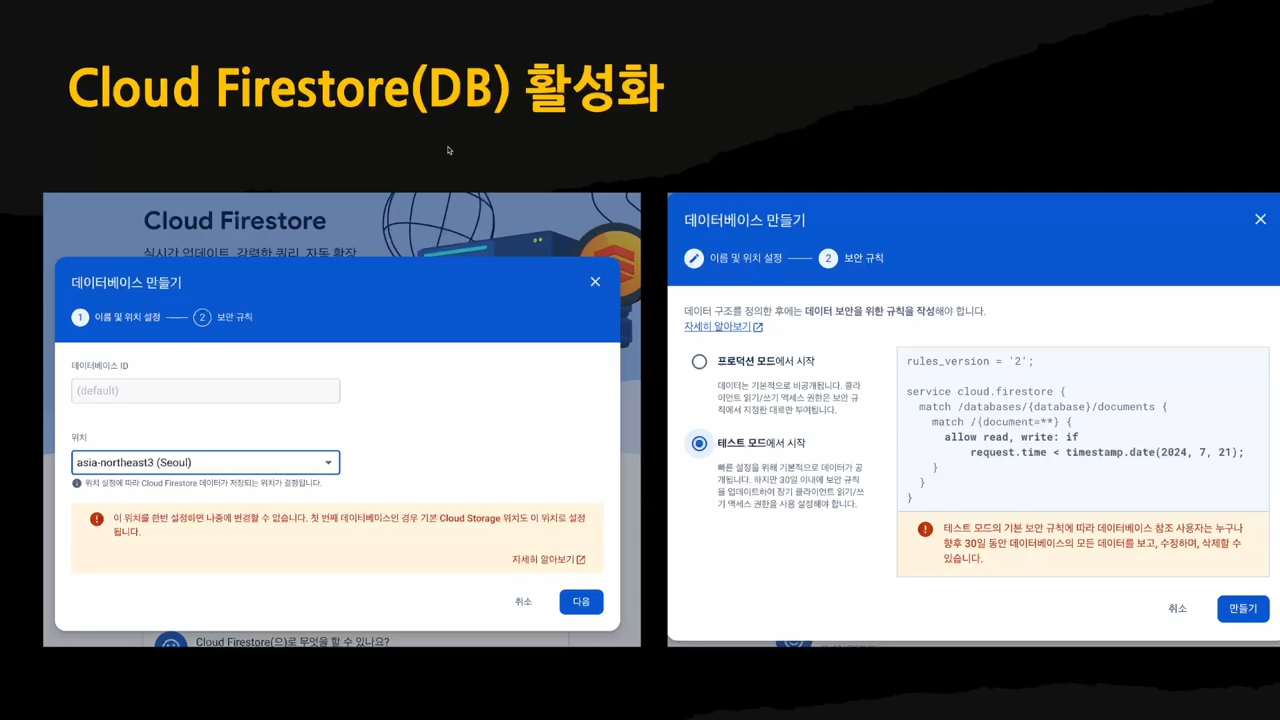 Cloud Firestore(DB) 활성화
Cloud Firestore
실시간 업데이트, 강력한 쿼리, 자동 확장
데이터베이스 만들기
1 이름 및 위치 설정
2 보안 규칙
데이터베이스 ID
(default)
위치
asia-northeast3 (Seoul)
위치 설정에 따라 Cloud Firestore 데이터가 저장되는 위치가 결정됩니다.
이 위치를 한번 설정하면 나중에 변경할 수 없습니다. 첫 번째 데이터베이스인 경우 기본 Cloud Storage 위치도 이 위치로 설정
됩니다.
자세히 알아보기
취소
다음
Cloud Firestore(으)로 무엇을 할 수 있나요?
데이터베이스 만들기
이름 및 위치 설정
2 보안 규칙
데이터 구조를 정의한 후에는 데이터 보안을 위한 규칙을 작성해야 합니다.
자세히 알아보기
프로덕션 모드에서 시작
데이터는 기본적으로 비공개됩니다. 클라
이언트 읽기/쓰기 액세스 권한은 보안 규
칙에서 지정한 대로만 부여됩니다.
테스트 모드에서 시작
빠른 설정을 위해 기본적으로 데이터가 공
개됩니다. 하지만 30일 이내에 보안 규칙
을 업데이트하여 장기 클라이언트 읽기/쓰
기 액세스 권한을 사용 설정해야 합니다.
rules_version = '2';
service cloud.firestore {
match /databases/{database}/documents {
match /{document=**} {
allow read, write: if
request.time < timestamp.date(2024, 7, 21);
}
}
}
테스트 모드의 기본 보안 규칙에 따라 데이터베이스 참조 사용자는 누구나
향후 30일 동안 데이터베이스의 모든 데이터를 보고, 수정하며, 삭제할 수
있습니다.
취소
만들기